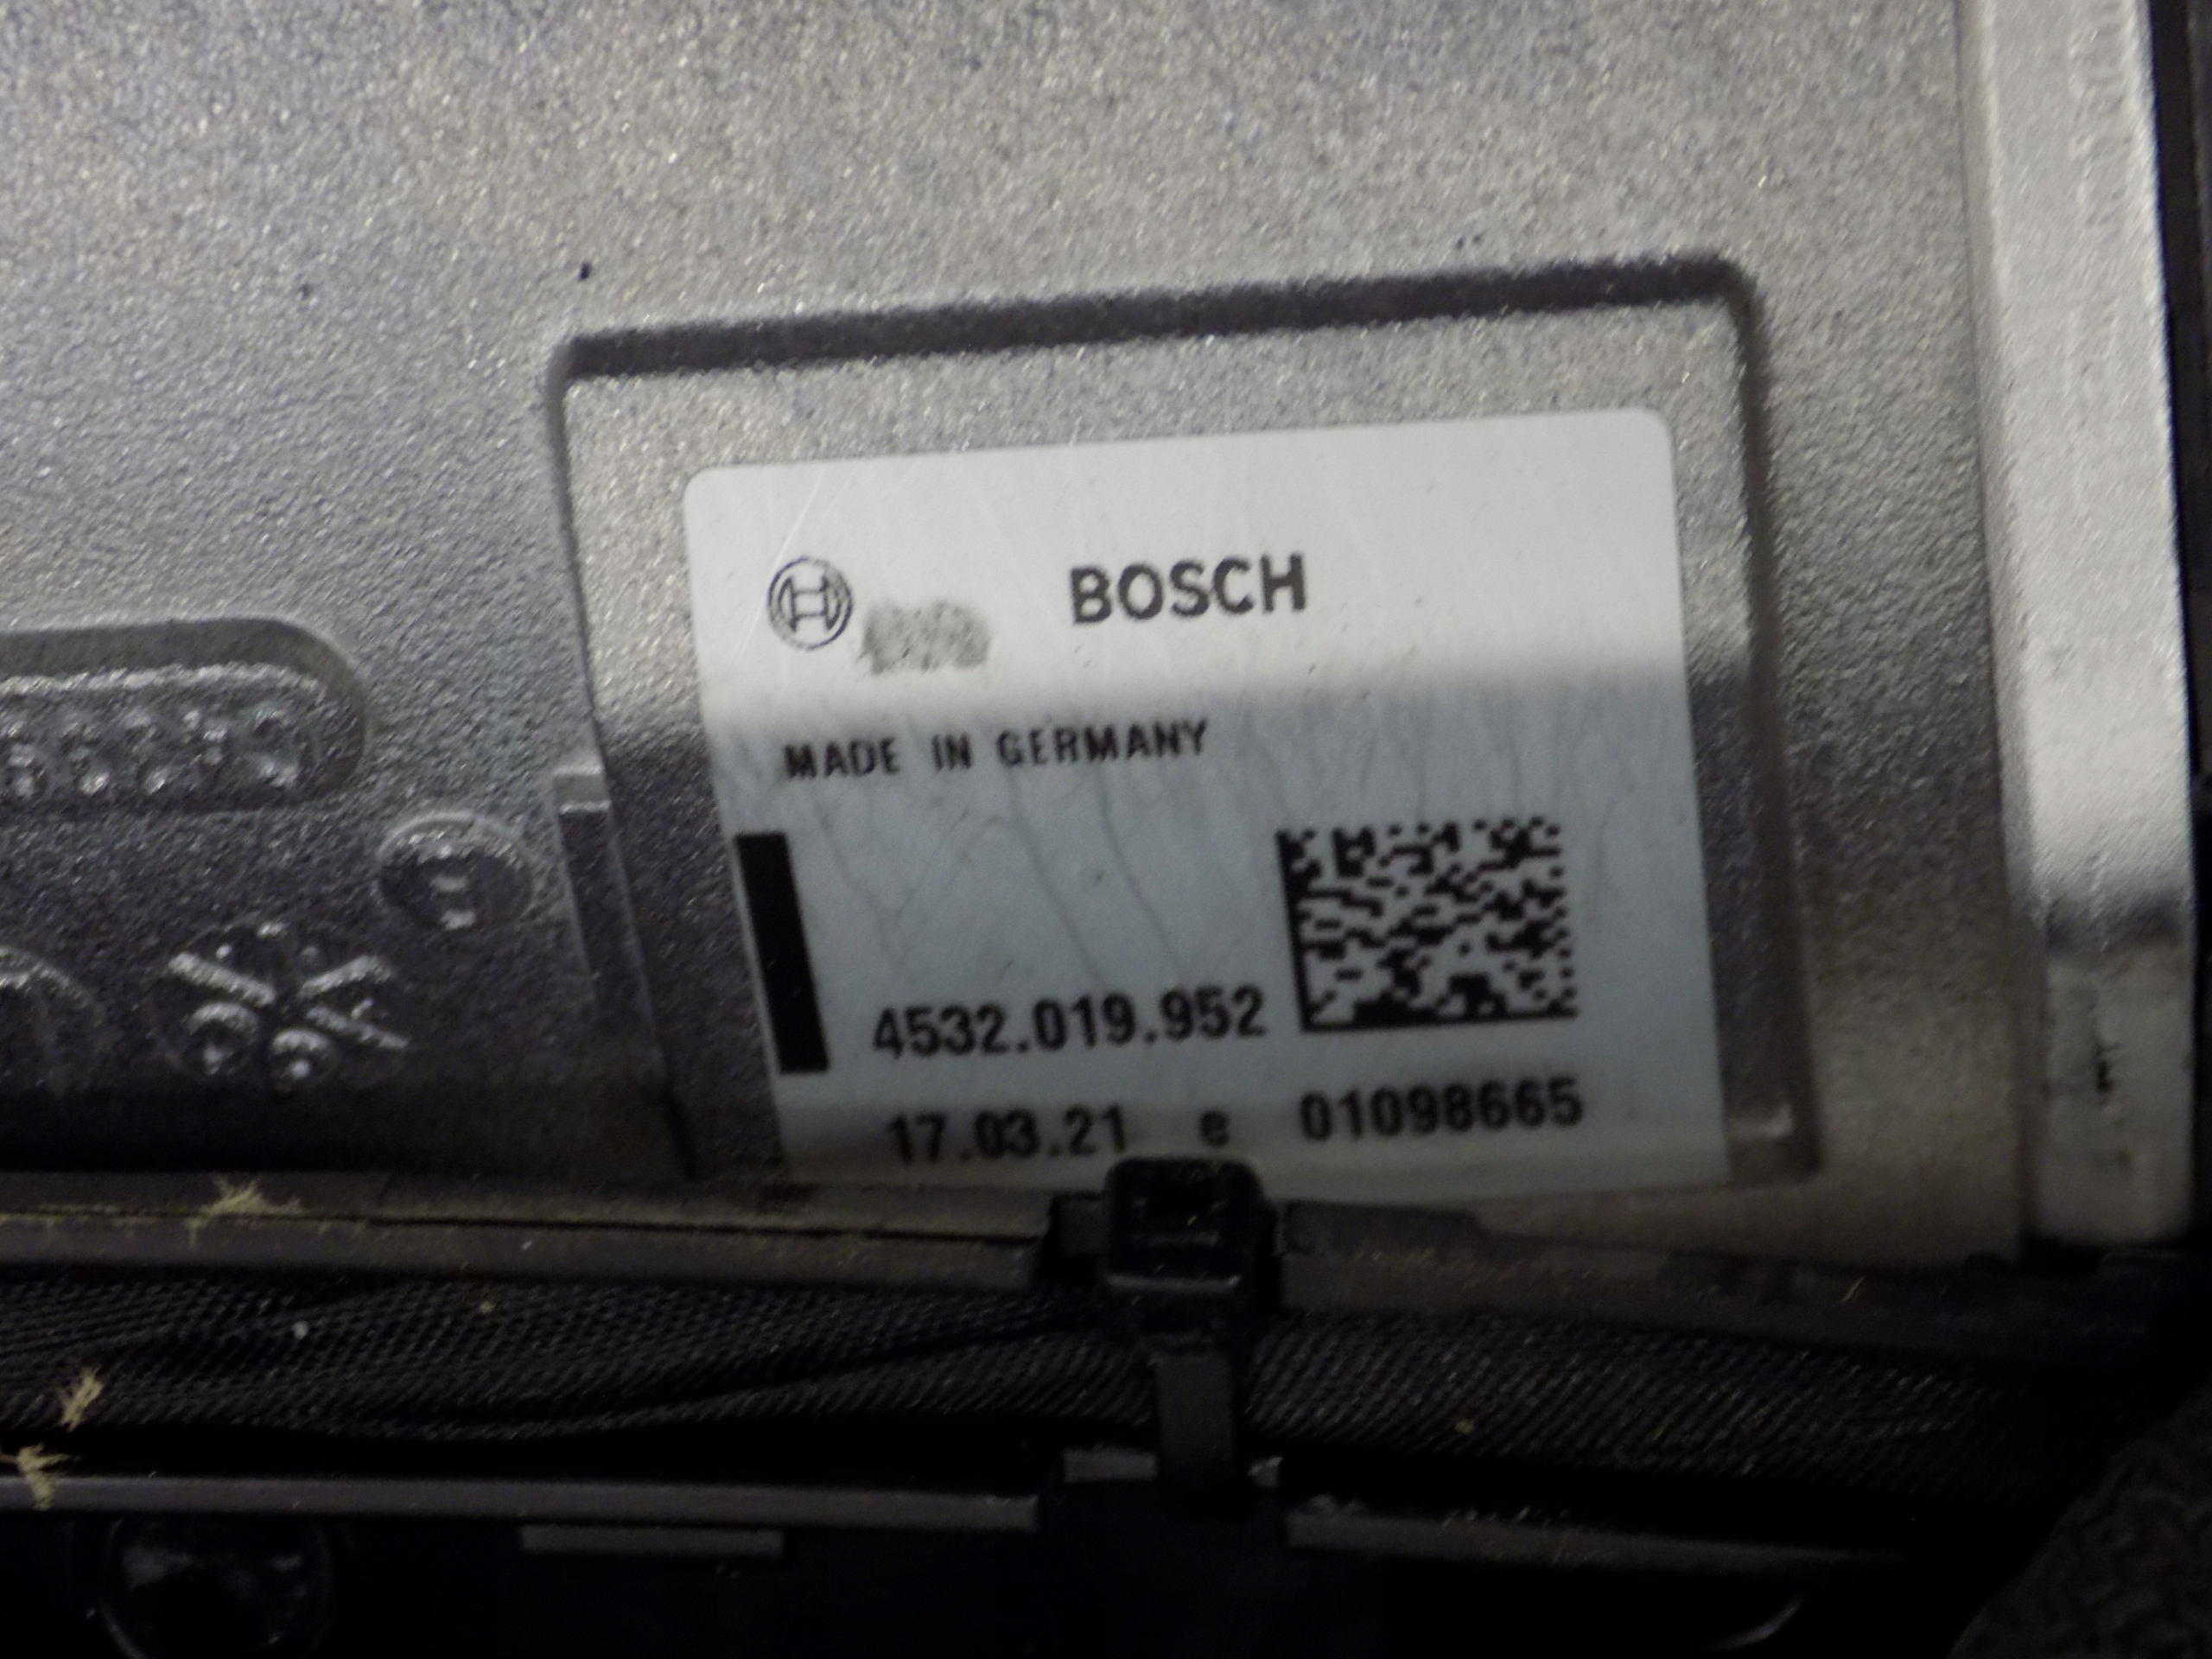 BOSCH
MADE IN GERMANY
4532.019.952
17.03.21 e 01098665